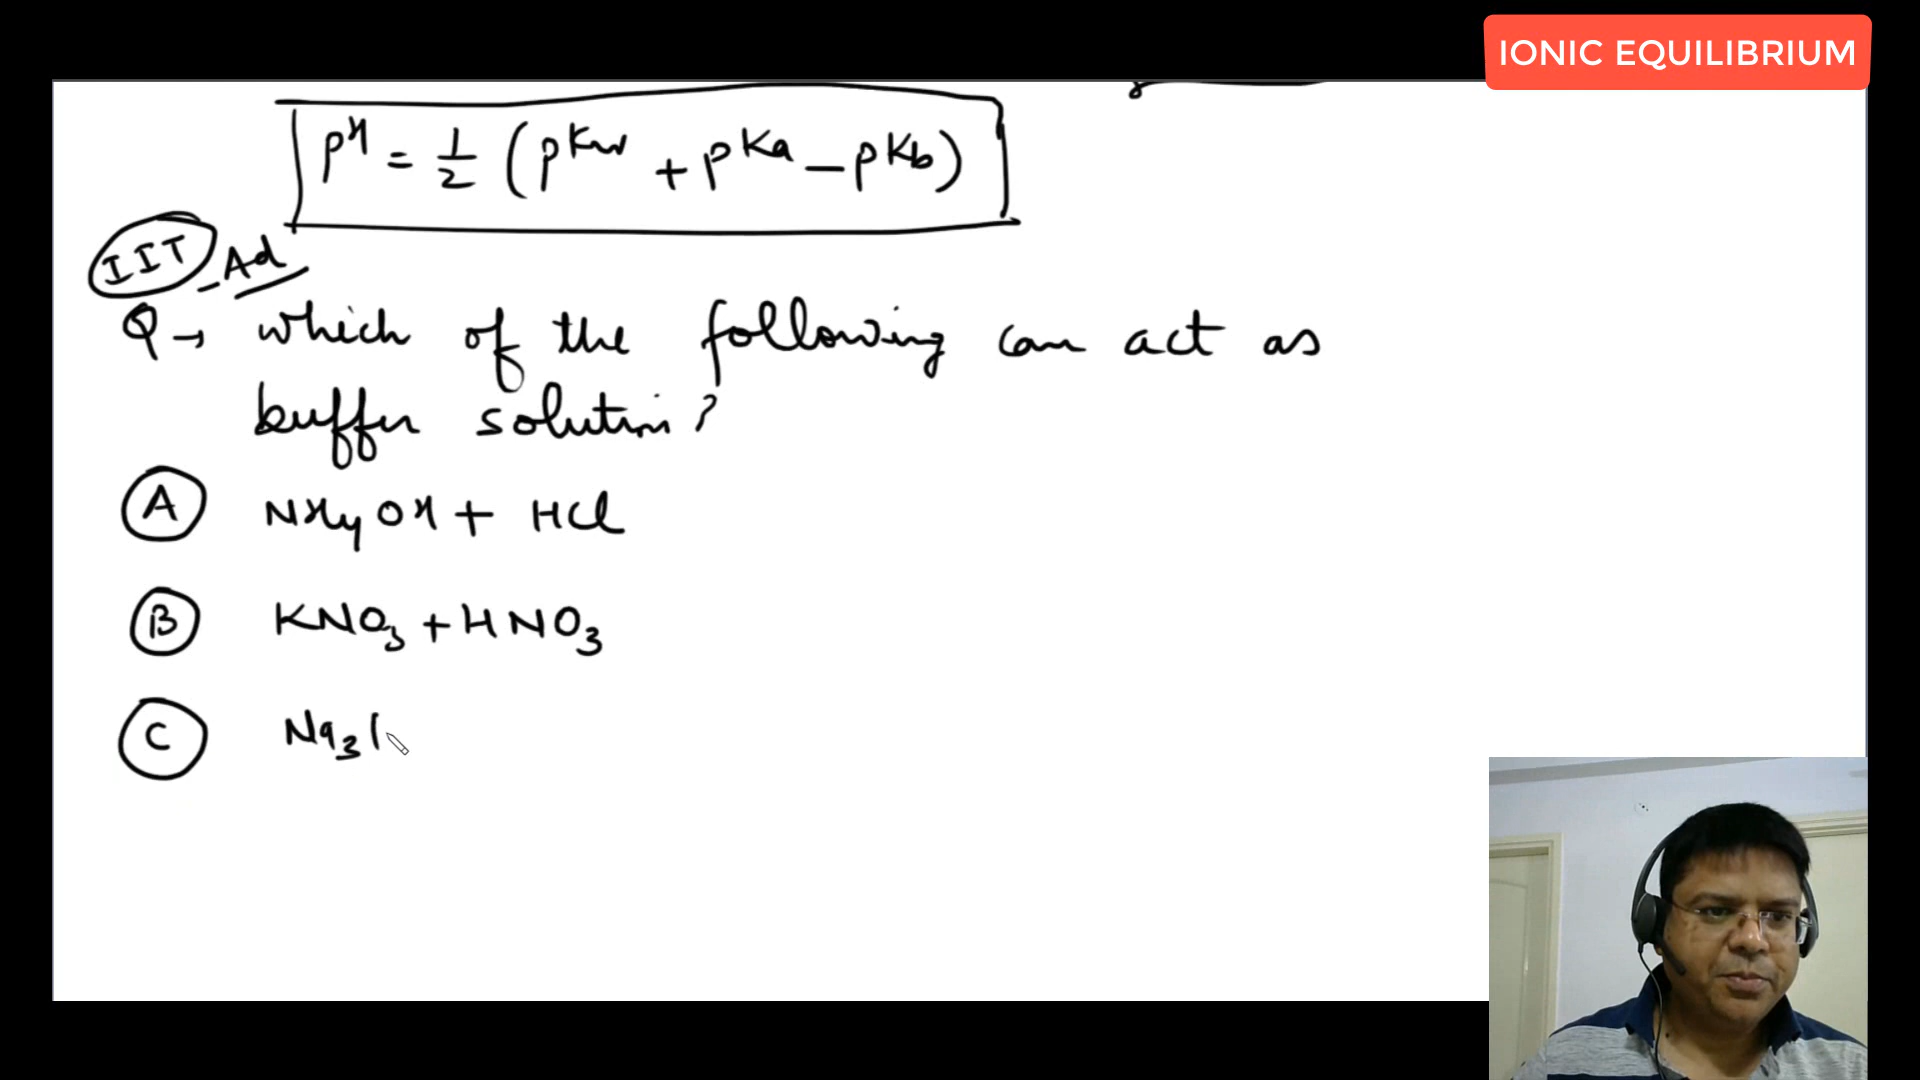 IONIC EQUILIBRIUM
pH = 1/2 (pKw + pKa - pKb)
IIT - Ad
Q → which of the following can act as
buffer solution?
A NH4OH + HCl
B KNO3 + HNO3
C Na3